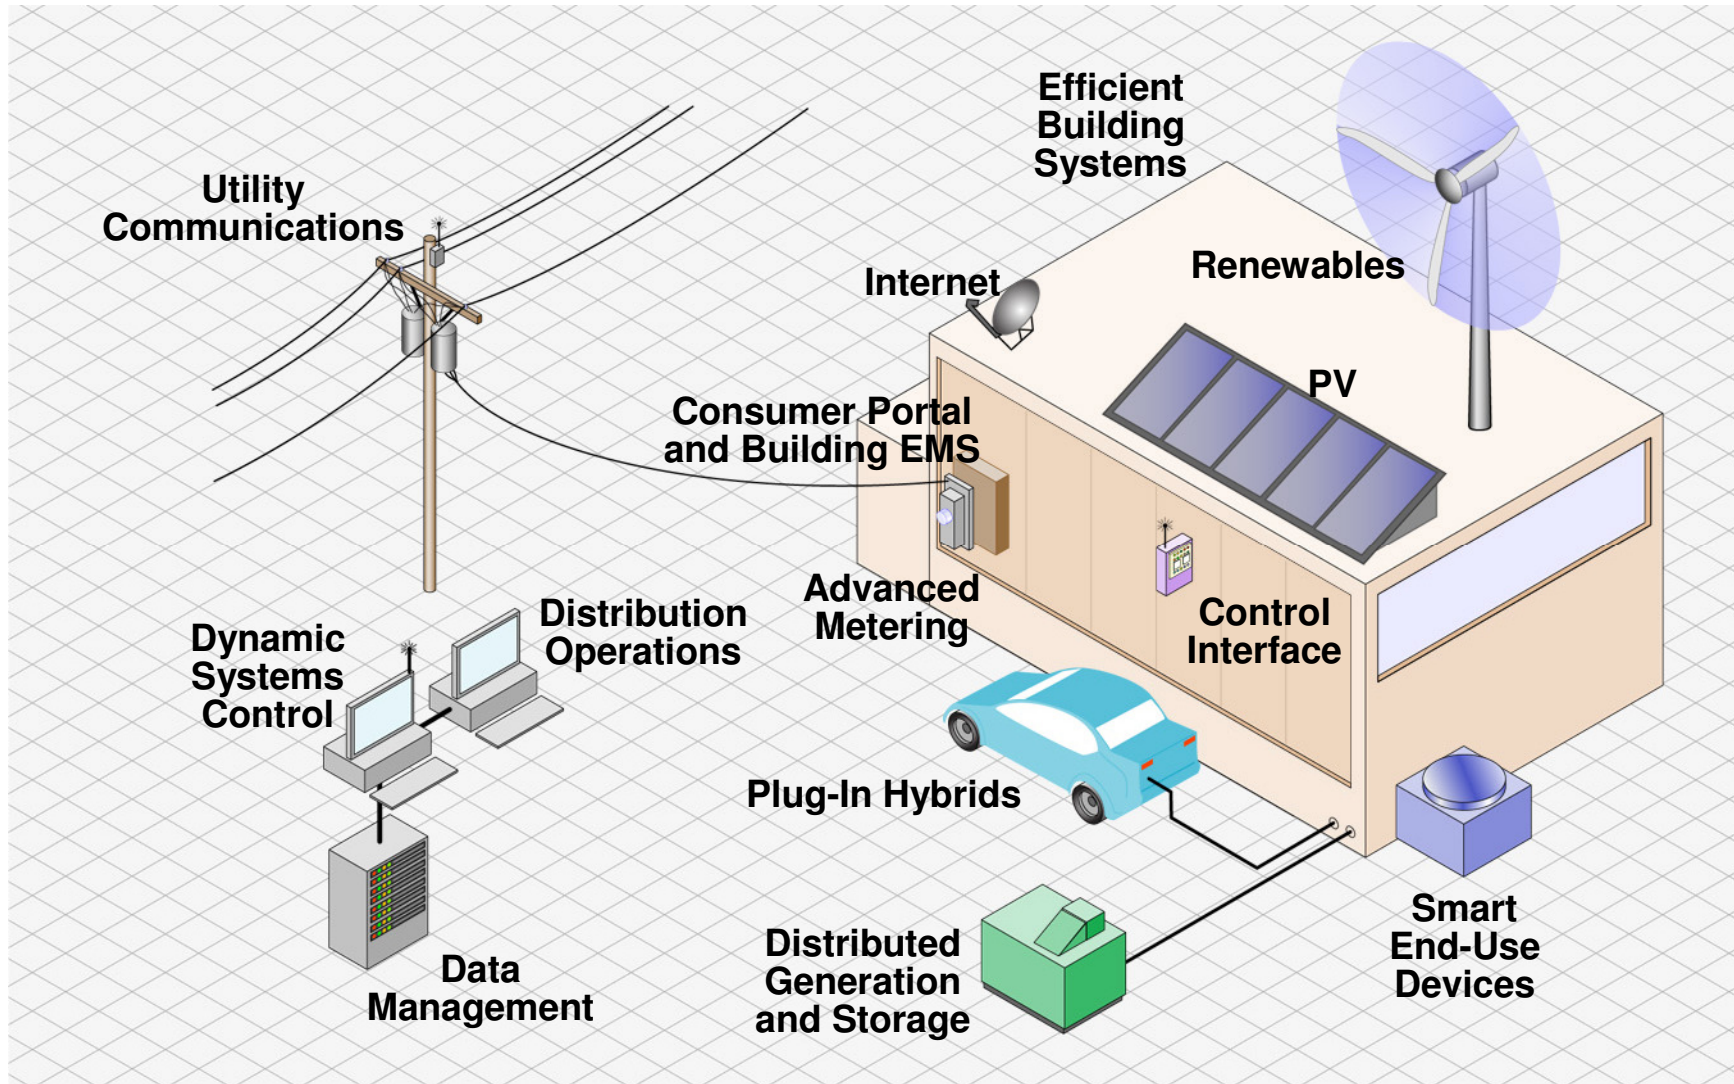 Efficient
Building
Systems
Utility
Communications
Renewables
Internet
PV
Consumer Portal
and Building EMS
Advanced
Metering
Control
Interface
Distribution
Operations
Dynamic
Systems
Control
Plug-In Hybrids
Smart
End-Use
Devices
Distributed
Generation
and Storage
Data
Management